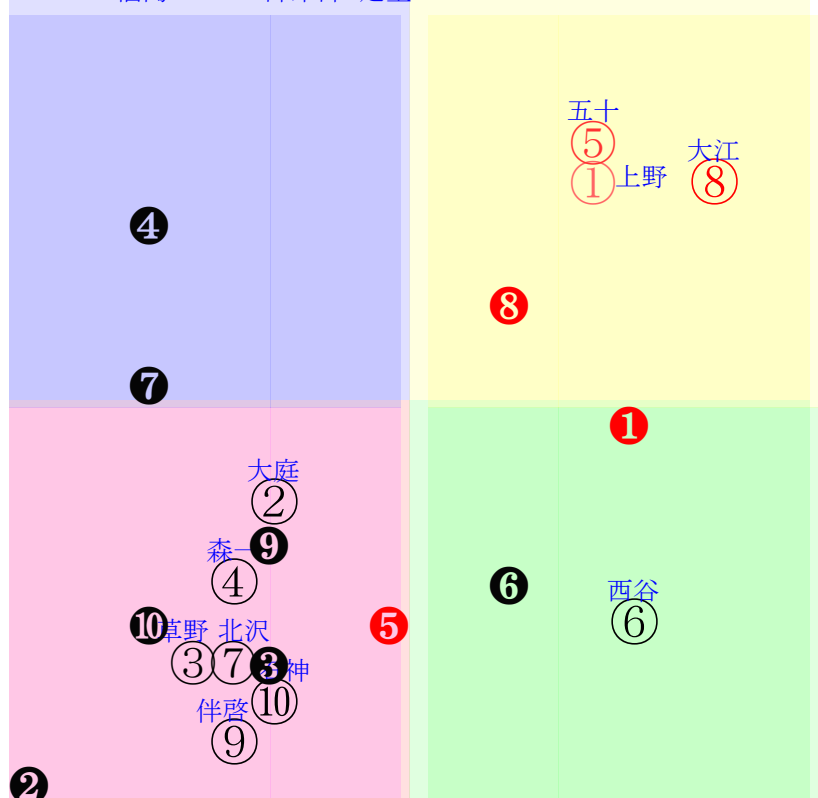 五十
⑤
大江
①上野
⑧
❹
❽
❼
❶
大庭
②
森一❾
④
❻
西谷
❿草野 北沢
❺
⑥
③⑦❸
神
⑩
伴啓
⑨
❷